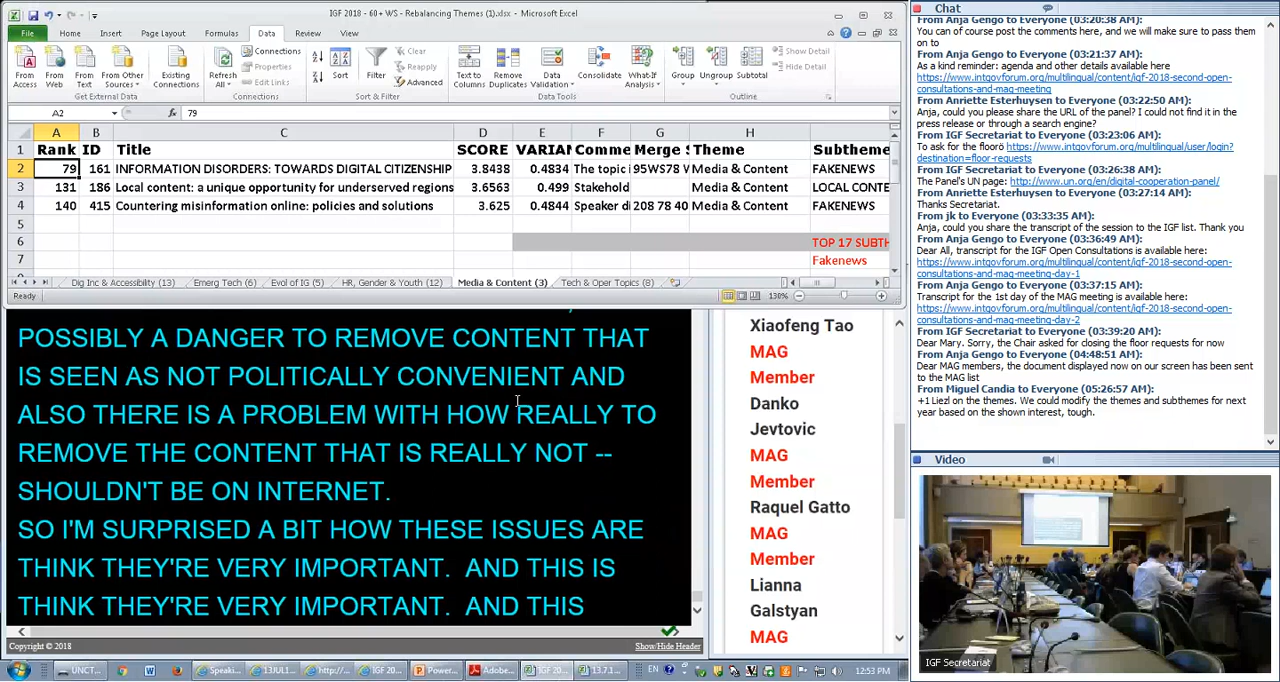 IGF 2018 - 60+ WS - Rebalancing Themes (1).xlsx - Microsoft Excel
File Home Insert Page Layout Formulas Data Review View
From Access
From Web
From Text
From Other Sources
Existing Connections
Refresh All
Connections
Properties
Edit Links
Sort
Filter
Clear
Reapply
Advanced
Text to Columns
Remove Duplicates
Data Validation
Consolidate
What-If Analysis
Group
Ungroup
Subtotal
Show Detail
Hide Detail
Get External Data
Connections
Sort & Filter
Data Tools
Outline
A2 fx 79
A B C D E F G H
1 Rank ID Title SCORE VARIAN Comme Merge S Theme Subtheme
2 79 161 INFORMATION DISORDERS: TOWARDS DIGITAL CITIZENSHIP 3.8438 0.4834 The topic i 95WS78 W Media & Content FAKENEWS
3 131 186 Local content: a unique opportunity for underserved regions 3.6563 0.499 Stakehold Media & Content LOCAL CONTE
4 140 415 Countering misinformation online: policies and solutions 3.625 0.4844 Speaker di 208 78 40 Media & Content FAKENEWS
5
6 TOP 17 SUBTH
7 Fakenews
Dig Inc & Accessibility (13) Emerg Tech (6) Evol of IG (5) HR, Gender & Youth (12) Media & Content (3) Tech & Oper Topics (8)
Ready 130%
POSSIBLY A DANGER TO REMOVE CONTENT THAT
IS SEEN AS NOT POLITICALLY CONVENIENT AND
ALSO THERE IS A PROBLEM WITH HOW REALLY TO
REMOVE THE CONTENT THAT IS REALLY NOT --
SHOULDN'T BE ON INTERNET.
SO I'M SURPRISED A BIT HOW THESE ISSUES ARE
THINK THEY'RE VERY IMPORTANT.  AND THIS IS
THINK THEY'RE VERY IMPORTANT.  AND THIS
Copyright © 2018
Show/Hide Header
Xiaofeng Tao
MAG
Member
Danko
Jevtovic
MAG
Member
Raquel Gatto
MAG
Member
Lianna
Galstyan
MAG
Chat
From Anja Gengo to Everyone (03:20:38 AM):
You can of course post the comments here, and we will make sure to pass them
on to
From Anja Gengo to Everyone (03:21:37 AM):
As a kind reminder: agenda and other details available here
https://www.intgovforum.org/multilingual/content/igf-2018-second-open-
consultations-and-mag-meeting
From Anriette Esterhuysen to Everyone (03:22:50 AM):
Anja, could you please share the URL of the panel? I could not find it in the
press release or through a search engine?
From IGF Secretariat to Everyone (03:23:06 AM):
To ask for the flooró https://www.intgovforum.org/multilingual/user/login?
destination=floor-requests
From IGF Secretariat to Everyone (03:26:38 AM):
The Panel's UN page: http://www.un.org/en/digital-cooperation-panel/
From Anriette Esterhuysen to Everyone (03:27:14 AM):
Thanks Secretariat.
From jk to Everyone (03:33:35 AM):
Anja, could you share the transcript of the session to the IGF list. Thank you
From Anja Gengo to Everyone (03:36:49 AM):
Dear All, transcript for the IGF Open Consultations is available here:
https://www.intgovforum.org/multilingual/content/igf-2018-second-open-
consultations-and-mag-meeting-day-1
From Anja Gengo to Everyone (03:37:15 AM):
Transcript for the 1st day of the MAG meeting is available here:
https://www.intgovforum.org/multilingual/content/igf-2018-second-open-
consultations-and-mag-meeting-day-2
From IGF Secretariat to Everyone (03:39:20 AM):
Dear Mary. Sorry, the Chair asked for closing the floor requests for now
From Anja Gengo to Everyone (04:48:51 AM):
Dear MAG members, the document displayed now on our screen has been sent
to the MAG list
From Miguel Candia to Everyone (05:26:57 AM):
+1 Liezl on the themes. We could modify the themes and subthemes for next
year based on the shown interest, tough.
Video
IGF Secretariat
UNCT... Speaki... 13JUL1... http://... IGF 20... Power... Adobe... IGF 20... 13.7.1... EN 12:53 PM